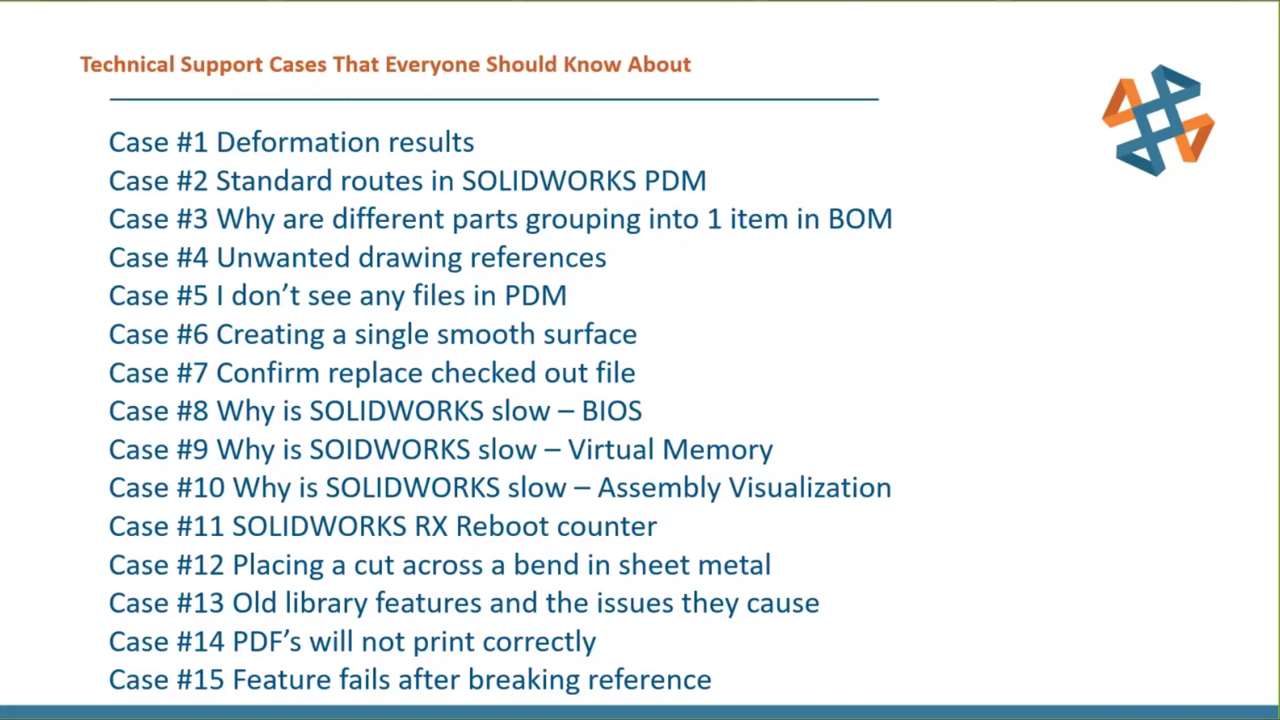 Technical Support Cases That Everyone Should Know About
Case #1 Deformation results
Case #2 Standard routes in SOLIDWORKS PDM
Case #3 Why are different parts grouping into 1 item in BOM
Case #4 Unwanted drawing references
Case #5 I don’t see any files in PDM
Case #6 Creating a single smooth surface
Case #7 Confirm replace checked out file
Case #8 Why is SOLIDWORKS slow – BIOS
Case #9 Why is SOIDWORKS slow – Virtual Memory
Case #10 Why is SOLIDWORKS slow – Assembly Visualization
Case #11 SOLIDWORKS RX Reboot counter
Case #12 Placing a cut across a bend in sheet metal
Case #13 Old library features and the issues they cause
Case #14 PDF’s will not print correctly
Case #15 Feature fails after breaking reference